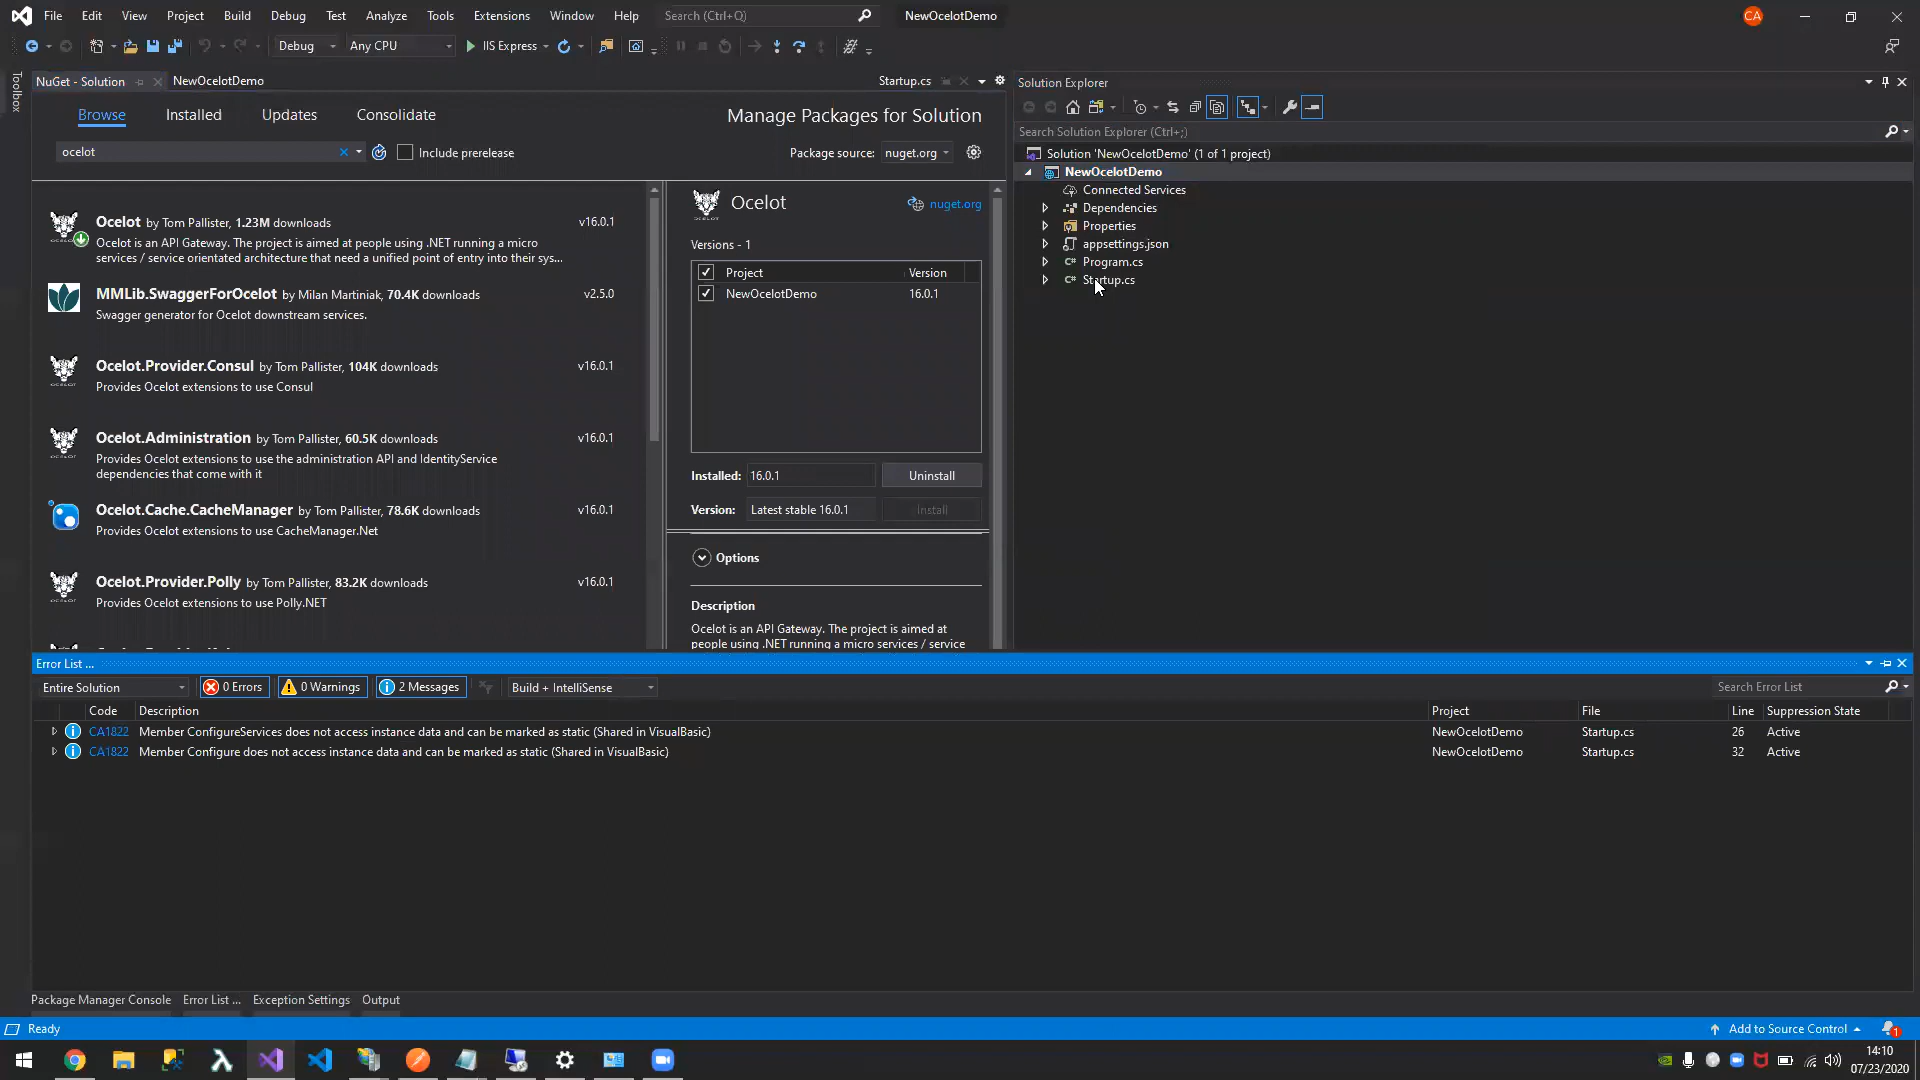 File Edit View Project Build Debug Test Analyze Tools Extensions Window Help Search (Ctrl+Q) NewOcelotDemo CA
Debug Any CPU IIS Express
Toolbox
NuGet - Solution NewOcelotDemo Startup.cs
Browse Installed Updates Consolidate Manage Packages for Solution
ocelot Include prerelease Package source: nuget.org
Ocelot by Tom Pallister, 1.23M downloads v16.0.1
Ocelot is an API Gateway. The project is aimed at people using .NET running a micro
services / service orientated architecture that need a unified point of entry into their sys...
MMLib.SwaggerForOcelot by Milan Martiniak, 70.4K downloads v2.5.0
Swagger generator for Ocelot downstream services.
Ocelot.Provider.Consul by Tom Pallister, 104K downloads v16.0.1
Provides Ocelot extensions to use Consul
Ocelot.Administration by Tom Pallister, 60.5K downloads v16.0.1
Provides Ocelot extensions to use the administration API and IdentityService
dependencies that come with it
Ocelot.Cache.CacheManager by Tom Pallister, 78.6K downloads v16.0.1
Provides Ocelot extensions to use CacheManager.Net
Ocelot.Provider.Polly by Tom Pallister, 83.2K downloads v16.0.1
Provides Ocelot extensions to use Polly.NET
Ocelot nuget.org
Versions - 1
Project Version
NewOcelotDemo 16.0.1
Installed: 16.0.1 Uninstall
Version: Latest stable 16.0.1 Install
Options
Description
Ocelot is an API Gateway. The project is aimed at
people using .NET running a micro services / service
Solution Explorer
Search Solution Explorer (Ctrl+;)
Solution 'NewOcelotDemo' (1 of 1 project)
NewOcelotDemo
Connected Services
Dependencies
Properties
appsettings.json
C# Program.cs
C# Startup.cs
Error List ...
Entire Solution 0 Errors 0 Warnings 2 Messages Build + IntelliSense Search Error List
Code Description Project File Line Suppression State
CA1822 Member ConfigureServices does not access instance data and can be marked as static (Shared in VisualBasic) NewOcelotDemo Startup.cs 26 Active
CA1822 Member Configure does not access instance data and can be marked as static (Shared in VisualBasic) NewOcelotDemo Startup.cs 32 Active
Package Manager Console Error List ... Exception Settings Output
Ready Add to Source Control 1
14:10
07/23/2020